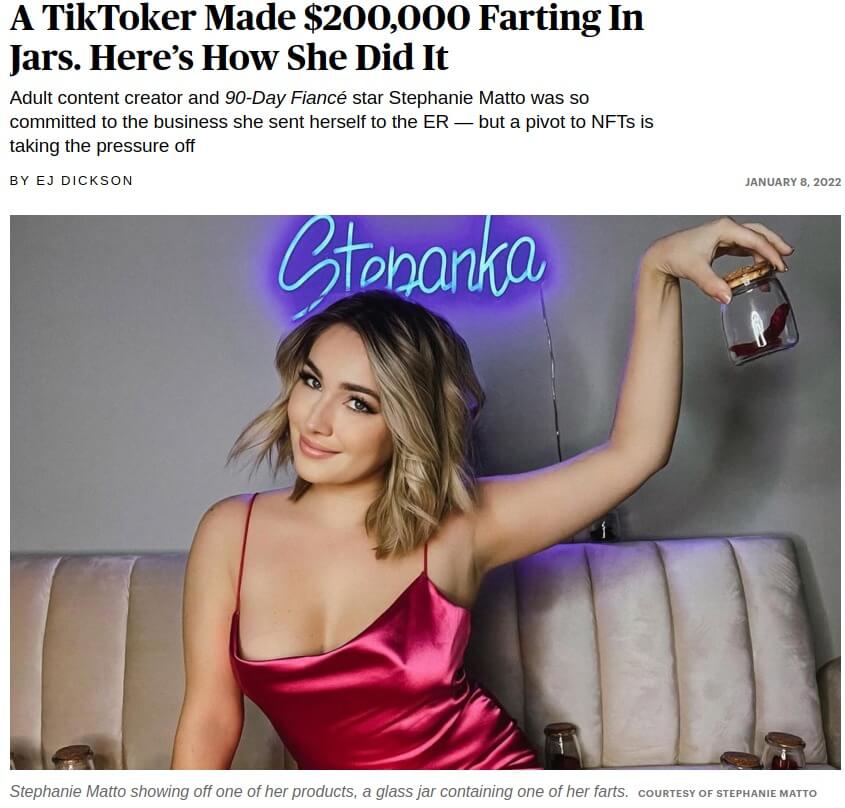 A TikToker Made $200,000 Farting In
Jars. Here’s How She Did It
Adult content creator and 90-Day Fiancé star Stephanie Matto was so
committed to the business she sent herself to the ER — but a pivot to NFTs is
taking the pressure off
BY EJ DICKSON
JANUARY 8, 2022
Stepanka
Stephanie Matto showing off one of her products, a glass jar containing one of her farts. COURTESY OF STEPHANIE MATTO